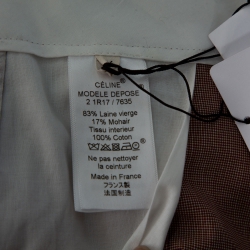 CÉLINE
MODELE DEPOSE
2 1R17 / 7635
83% Laine vierge
17% Mohair
Tissu interieur
100% Coton
Ne pas nettoyer
la ceinture
Made in France
フランス製
法国制造